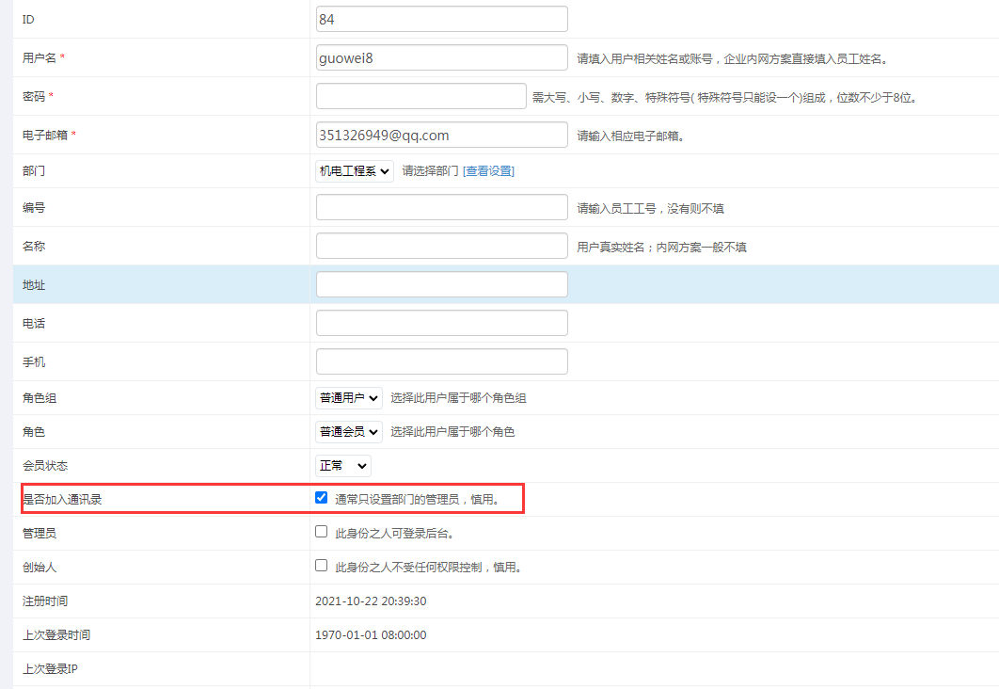 ID 84
用户名 * guowei8 请填入用户相关姓名或账号，企业内网方案直接填入员工姓名。
密码 * 需大写、小写、数字、特殊符号( 特殊符号只能设一个)组成，位数不少于8位。
电子邮箱 * 351326949@qq.com 请输入相应电子邮箱。
部门 机电工程系 请选择部门 [查看设置]
编号 请输入员工工号，没有则不填
名称 用户真实姓名；内网方案一般不填
地址
电话
手机
角色组 普通用户 选择此用户属于哪个角色组
角色 普通会员 选择此用户属于哪个角色
会员状态 正常
是否加入通讯录 通常只设置部门的管理员，慎用。
管理员 此身份之人可登录后台。
创始人 此身份之人不受任何权限控制，慎用。
注册时间 2021-10-22 20:39:30
上次登录时间 1970-01-01 08:00:00
上次登录IP